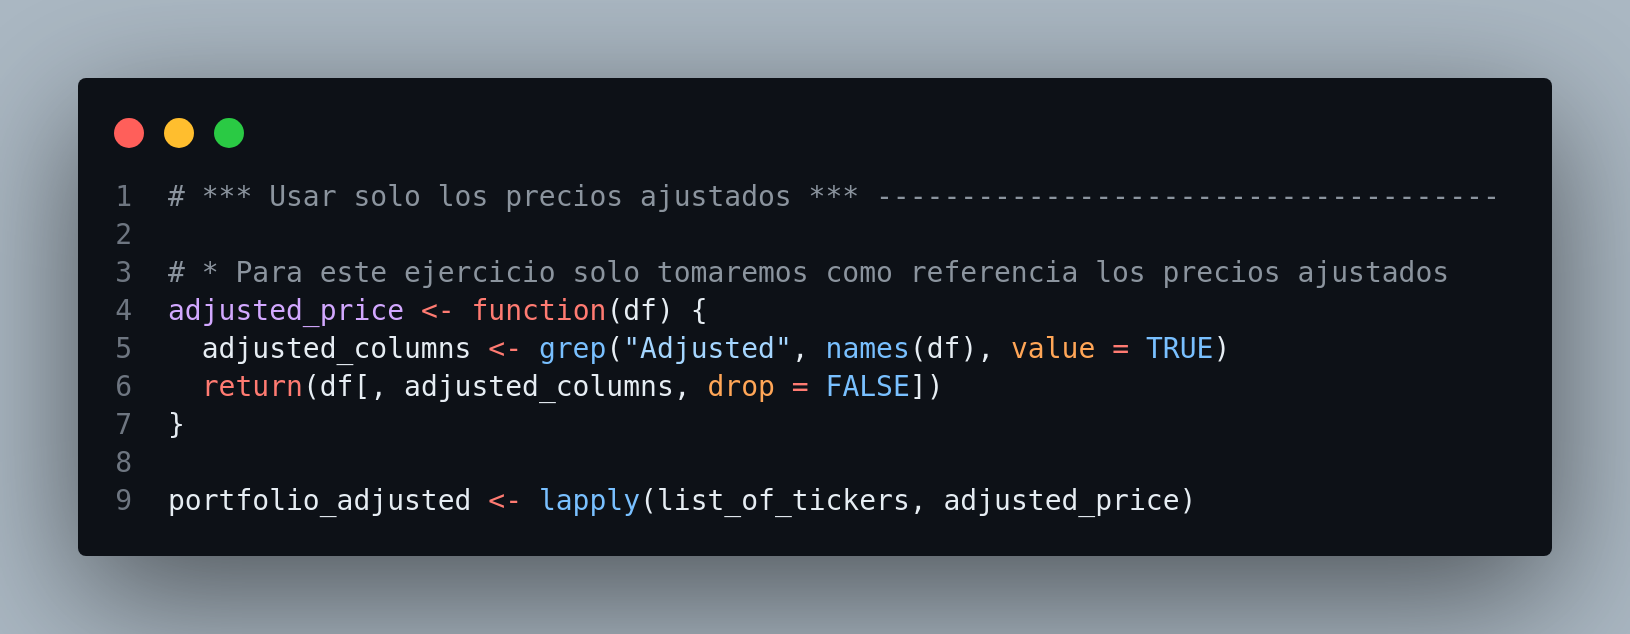 1 # *** Usar solo los precios ajustados *** -------------------------------------
2
3 # * Para este ejercicio solo tomaremos como referencia los precios ajustados
4 adjusted_price <- function(df) {
5   adjusted_columns <- grep("Adjusted", names(df), value = TRUE)
6   return(df[, adjusted_columns, drop = FALSE])
7 }
8
9 portfolio_adjusted <- lapply(list_of_tickers, adjusted_price)